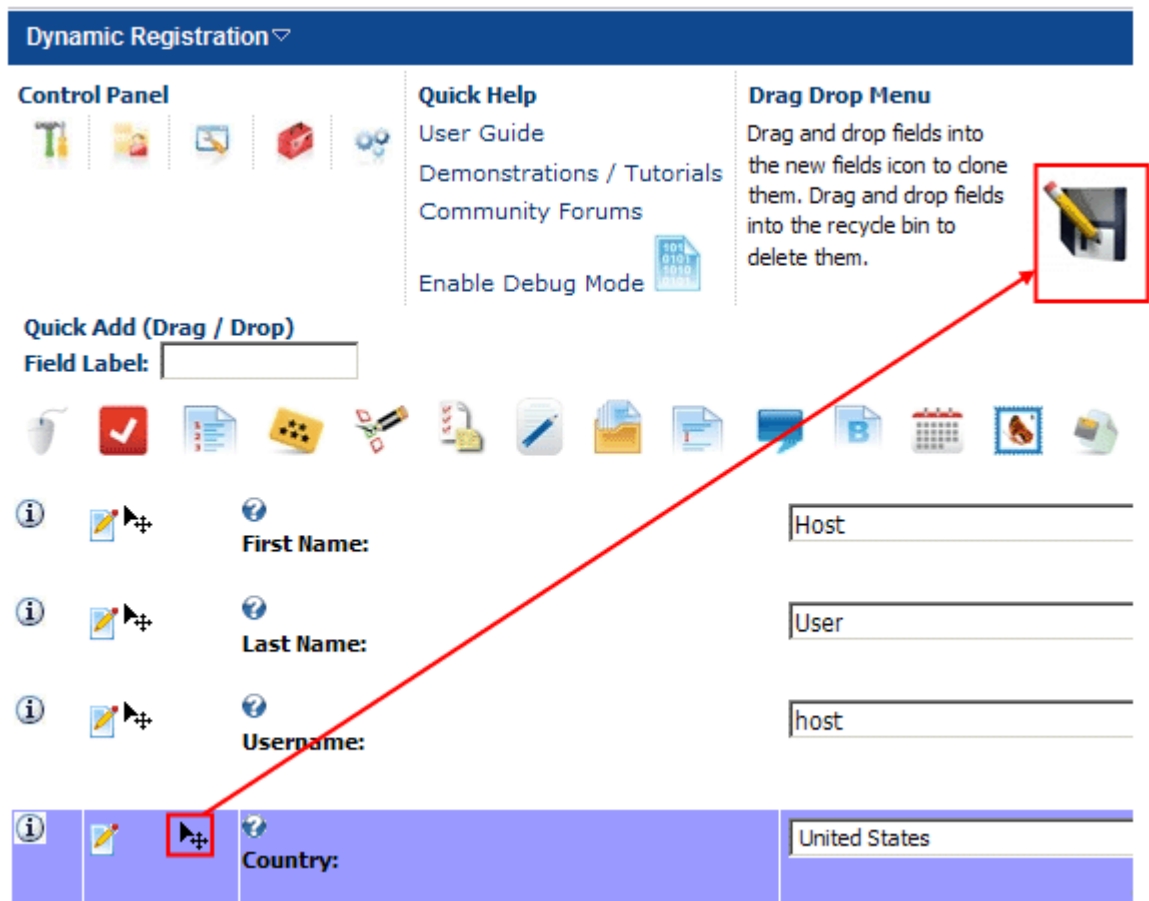 Dynamic Registration
Control Panel
Quick Help
User Guide
Demonstrations / Tutorials
Community Forums
Enable Debug Mode
Drag Drop Menu
Drag and drop fields into
the new fields icon to clone
them. Drag and drop fields
into the recycle bin to
delete them.
Quick Add (Drag / Drop)
Field Label:
First Name:
Host
Last Name:
User
Username:
host
Country:
United States